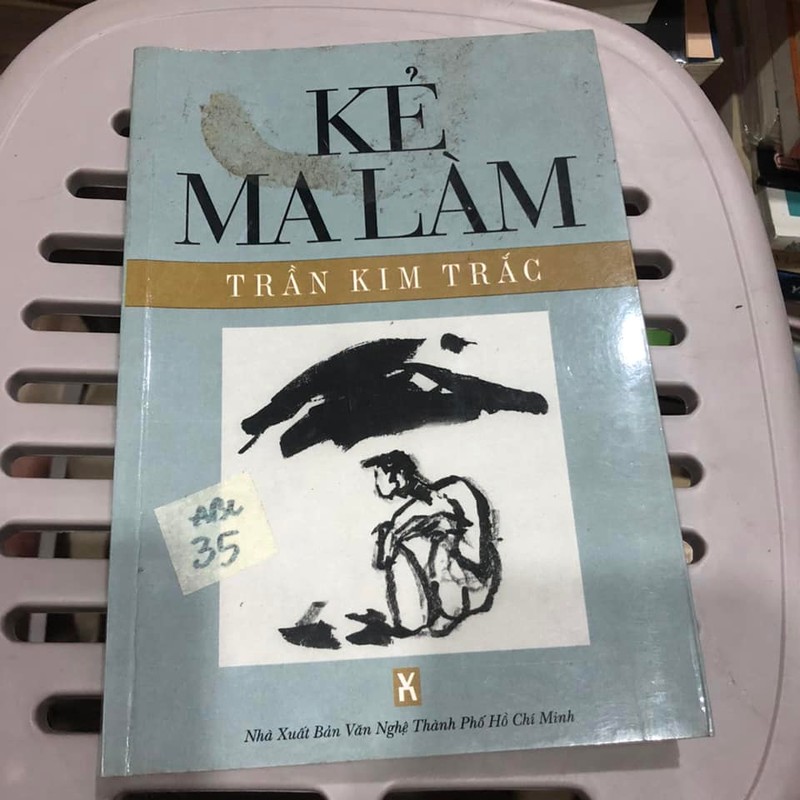 KẺ
MA LÀM
TRẦN KIM TRẮC
35
Nhà Xuất Bản Văn Nghệ Thành Phố Hồ Chí Minh